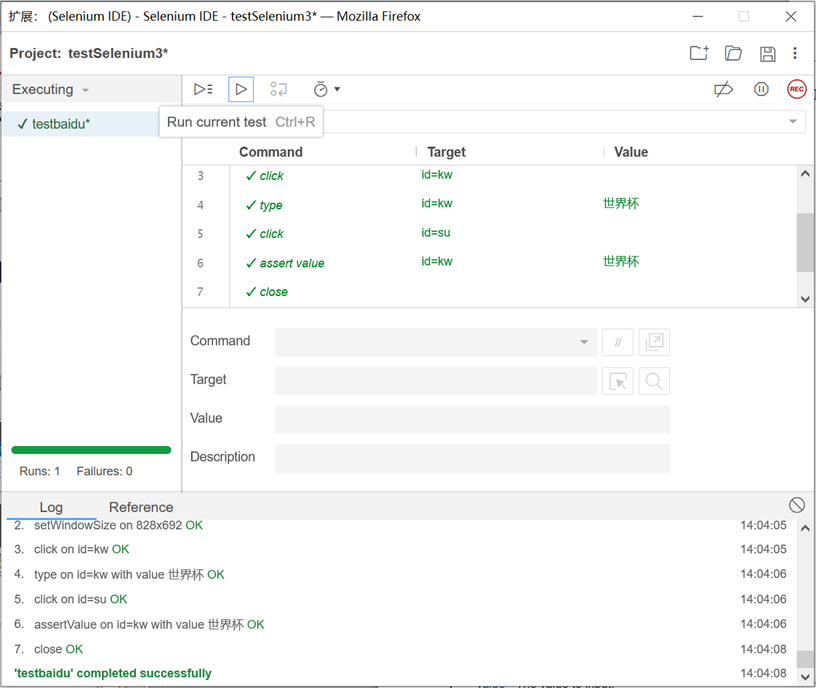 扩展： (Selenium IDE) - Selenium IDE - testSelenium3* — Mozilla Firefox
Project: testSelenium3*
Executing
REC
✓ testbaidu*
Run current test Ctrl+R
Command Target Value
3 ✓ click id=kw
4 ✓ type id=kw 世界杯
5 ✓ click id=su
6 ✓ assert value id=kw 世界杯
7 ✓ close
Command //
Target
Value
Description
Runs: 1 Failures: 0
Log Reference
2. setWindowSize on 828x692 OK 14:04:05
3. click on id=kw OK 14:04:05
4. type on id=kw with value 世界杯 OK 14:04:06
5. click on id=su OK 14:04:06
6. assertValue on id=kw with value 世界杯 OK 14:04:06
7. close OK 14:04:08
'testbaidu' completed successfully 14:04:08